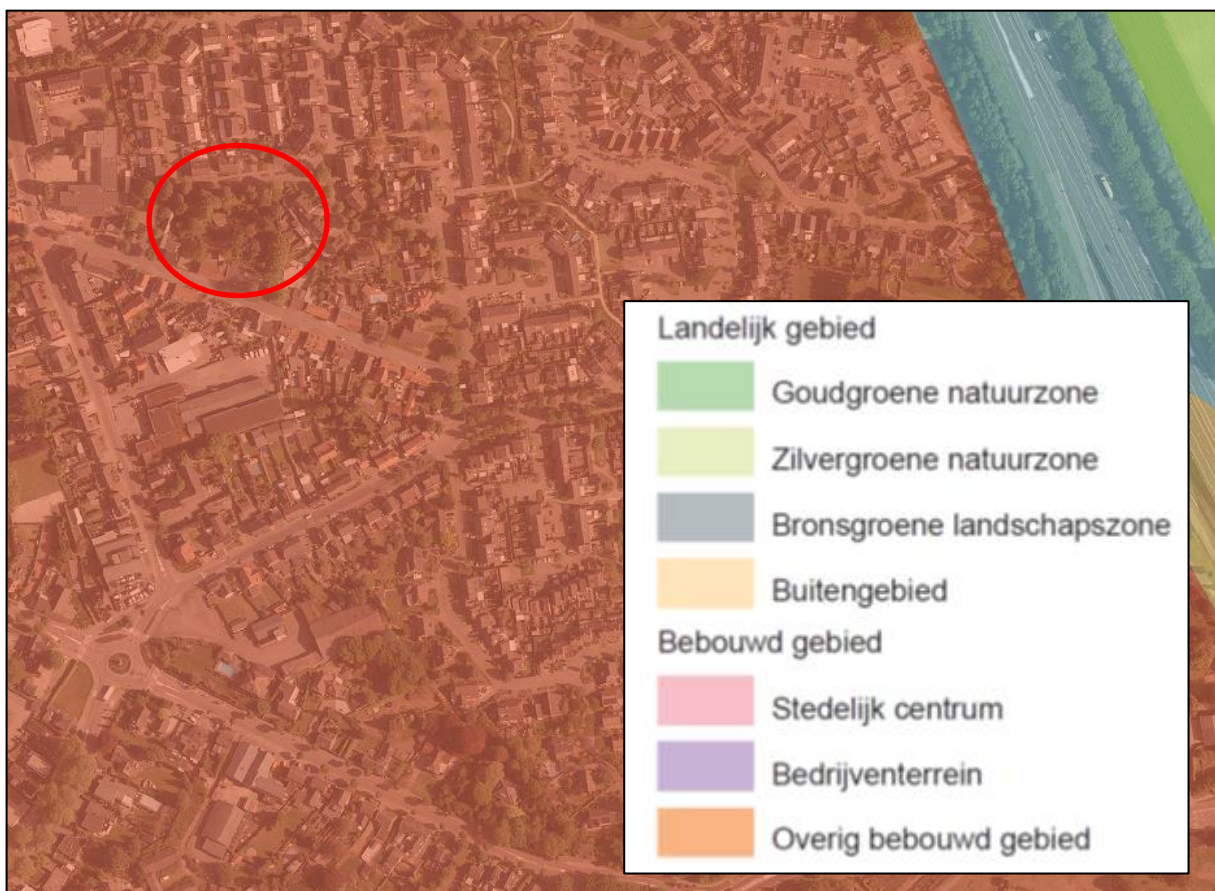 Landelijk gebied
Goudgroene natuurzone
Zilvergroene natuurzone
Bronsgroene landschapszone
Buitengebied
Bebouwd gebied
Stedelijk centrum
Bedrijventerrein
Overig bebouwd gebied